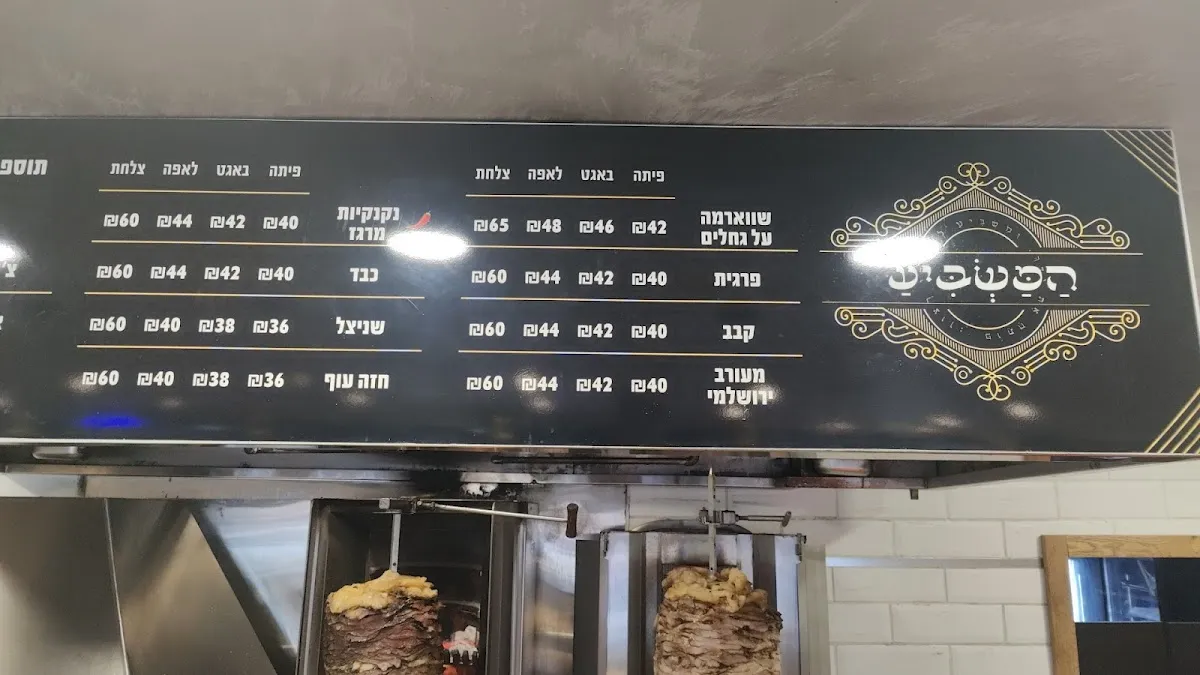 הַמַּשְׂבִּיעַ
פיתה באגט לאפה צלחת
שווארמה
על גחלים
₪42 ₪46 ₪48 ₪65
פרגית ₪40 ₪42 ₪44 ₪60
קבב ₪40 ₪42 ₪44 ₪60
מעורב
ירושלמי
₪40 ₪42 ₪44 ₪60
פיתה באגט לאפה צלחת
נקנקיות
מרגז
₪40 ₪42 ₪44 ₪60
כבד ₪40 ₪42 ₪44 ₪60
שניצל ₪36 ₪38 ₪40 ₪60
חזה עוף ₪36 ₪38 ₪40 ₪60